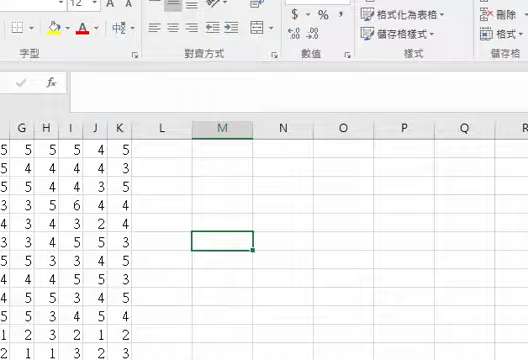 12 A A
$ % ,
格式化為表格
刪除
儲存格樣式
格式
字型 對齊方式 數值 樣式 儲存格
fx
G H I J K L M N O P Q R
5 5 5 5 4 5
5 4 4 4 4 3
5 5 4 4 3 5
3 3 5 6 4 4
4 3 4 3 2 4
3 3 4 5 5 3
5 5 3 3 4 5
4 4 4 5 5 3
4 5 5 3 4 5
5 5 3 4 5 4
1 2 3 2 1 2
2 1 1 3 2 3